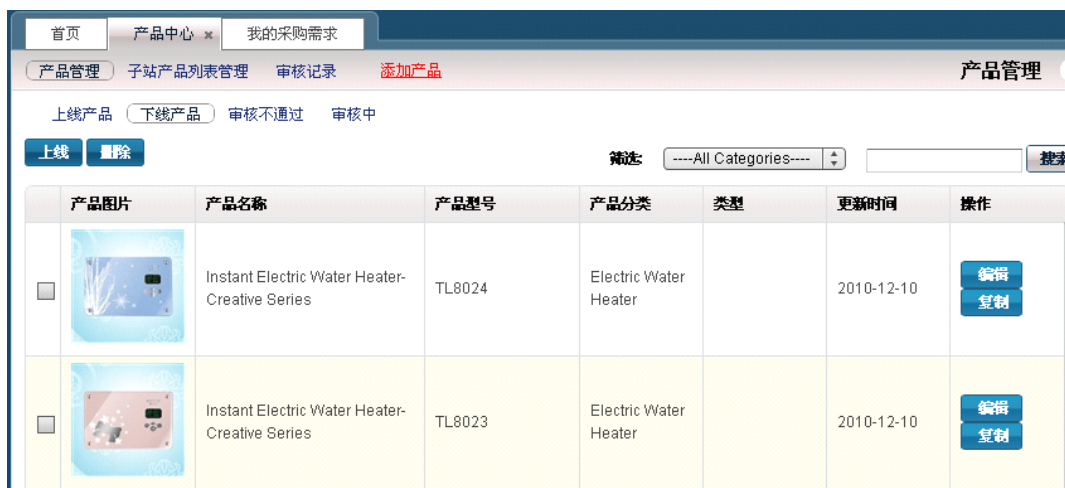 首页 产品中心 × 我的采购需求
产品管理 子站产品列表管理 审核记录 添加产品 产品管理
上线产品 下线产品 审核不通过 审核中
上线 删除 筛选: ----All Categories---- 搜索
产品图片 产品名称 产品型号 产品分类 类型 更新时间 操作
Instant Electric Water Heater-
Creative Series
TL8024
Electric Water
Heater
2010-12-10
编辑
复制
Instant Electric Water Heater-
Creative Series
TL8023
Electric Water
Heater
2010-12-10
编辑
复制